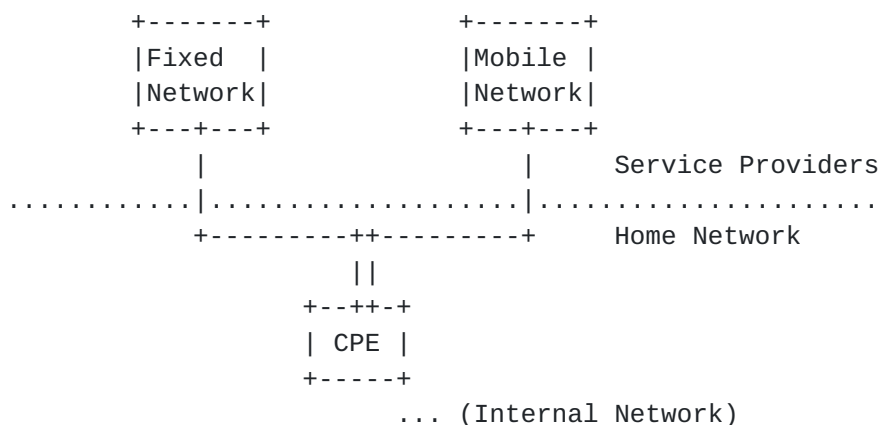 +-------+             +-------+
|Fixed  |             |Mobile |
|Network|             |Network|
+---+---+             +---+---+
|                     |     Service Providers
............|.....................|......................
+---------++---------+     Home Network
||
+--++-+
| CPE |
+-----+
... (Internal Network)